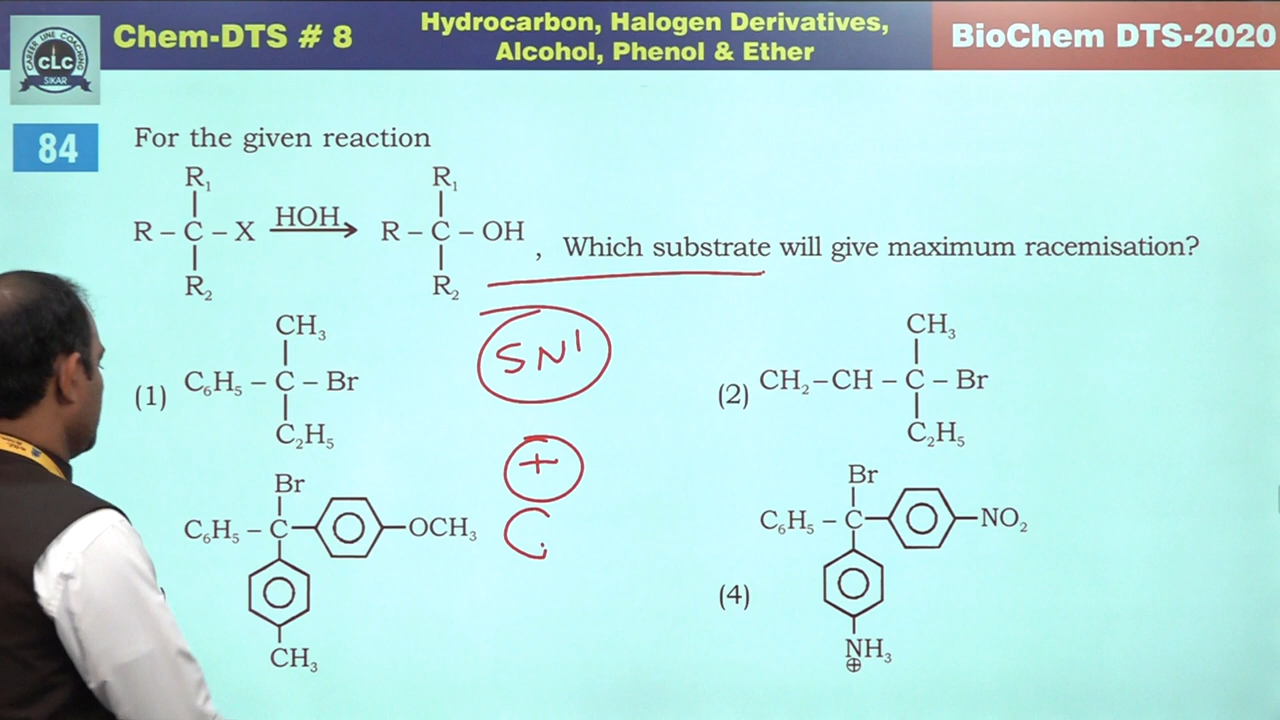 Chem-DTS # 8
Hydrocarbon, Halogen Derivatives,
Alcohol, Phenol & Ether
BioChem DTS-2020
CAREER LINE COACHING
CLC
SIKAR
84
For the given reaction
R₁ R₁
R – C – X HOH→ R – C – OH , Which substrate will give maximum racemisation?
R₂ R₂
SN1
+
CH₃
(1) C₆H₅ – C – Br
C₂H₅
CH₃
(2) CH₂–CH – C – Br
C₂H₅
Br
C₆H₅ – C –OCH₃
CH₃
Br
C₆H₅ – C –NO₂
(4)
NH₃
⊕